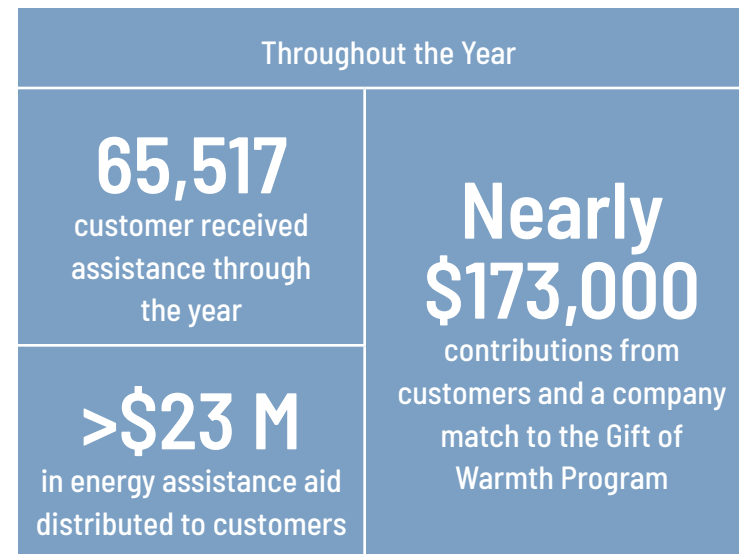 Throughout the Year
65,517
customer received
assistance through
the year
>$23 M
in energy assistance aid
distributed to customers
Nearly
$173,000
contributions from
customers and a company
match to the Gift of
Warmth Program